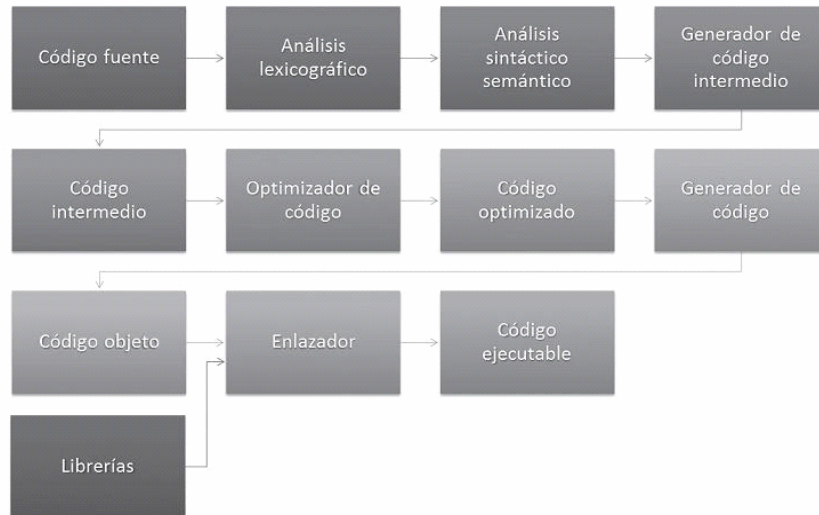 Código fuente
Análisis
lexicográfico
Análisis
sintáctico
semántico
Generador de
código
intermedio
Código
intermedio
Optimizador de
código
Código
optimizado
Generador de
código
Código objeto
Enlazador
Código
ejecutable
Librerías